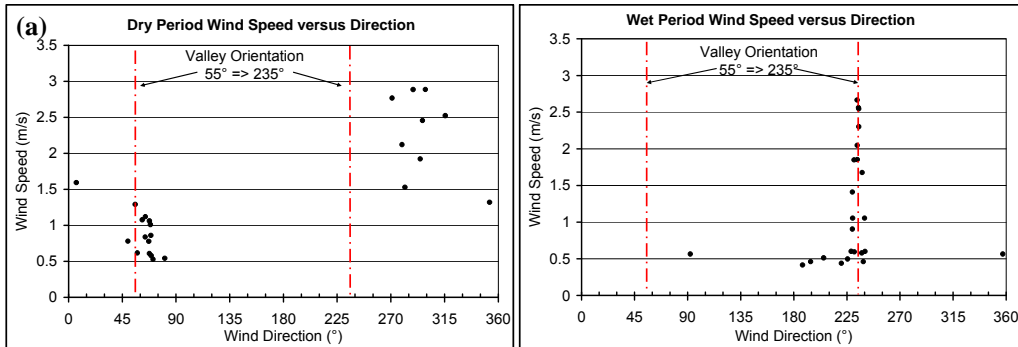 (a)
Dry Period Wind Speed versus Direction
3.5
3
2.5
2
1.5
1
0.5
0
Wind Speed (m/s)
Valley Orientation
55° => 235°
0 45 90 135 180 225 270 315 360
Wind Direction (°)
Wet Period Wind Speed versus Direction
3.5
3
2.5
2
1.5
1
0.5
0
Wind Speed (m/s)
Valley Orientation
55° => 235°
0 45 90 135 180 225 270 315 360
Wind Direction (°)